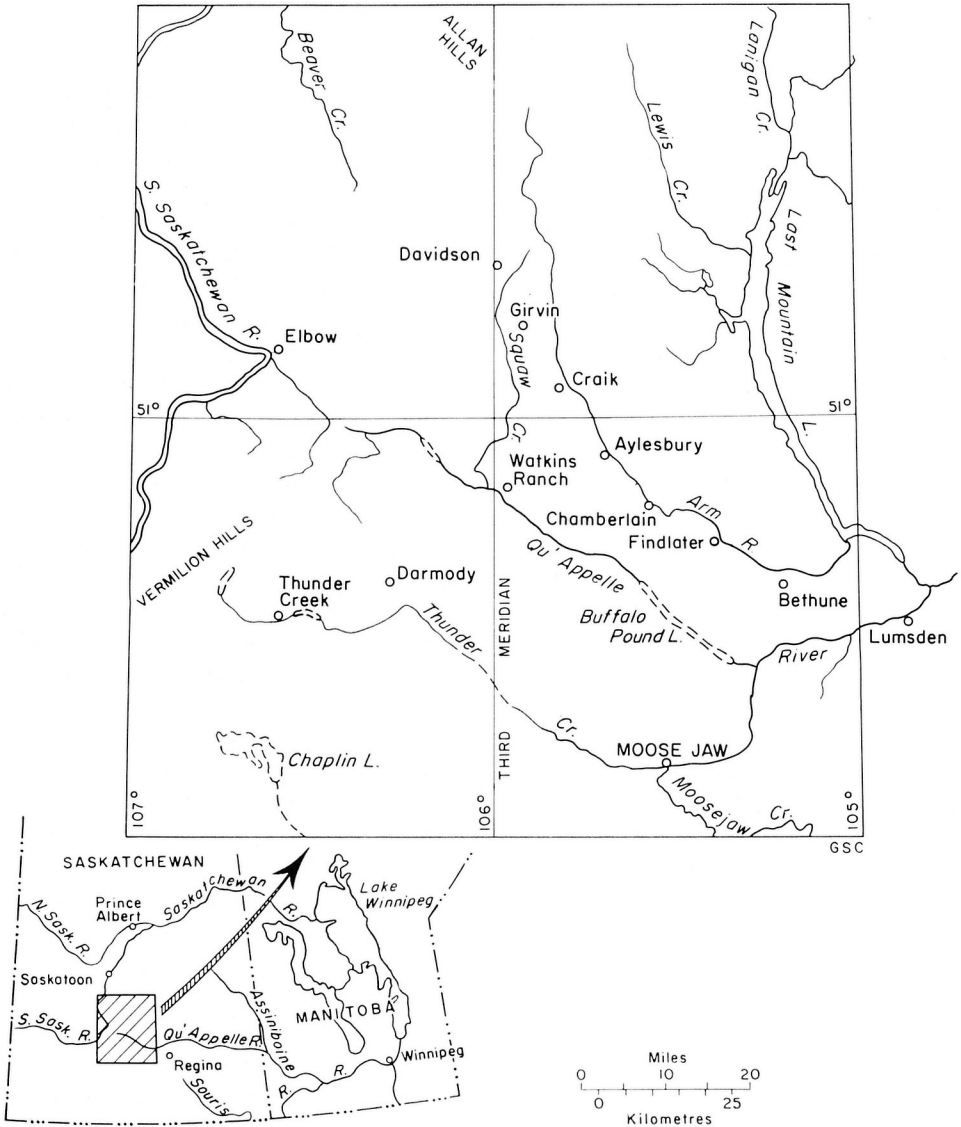 ALLAN
HILLS
Beaver Cr.
Lanigan Cr.
Lewis Cr.
S. Saskatchewan R.
Last Mountain L.
Davidson
Girvin
Elbow
Squaw Cr.
Craik
51°
51°
Aylesbury
Watkins
Ranch
Arm R.
Chamberlain
Findlater
VERMILION HILLS
Qu'Appelle River
Darmody
Thunder
Creek
Bethune
Thunder Cr.
Buffalo
Pound L.
Lumsden
THIRD MERIDIAN
MOOSE JAW
Chaplin L.
Moosejaw Cr.
107°
106°
105°
GSC
SASKATCHEWAN
Prince
Albert
Saskatchewan R.
Lake
Winnipeg
N. Sask. R.
Saskatoon
MANITOBA
Assiniboine R.
S. Sask. R.
Qu'Appelle R.
Regina
Winnipeg
Souris R.
Miles
0 10 20
0 25
Kilometres